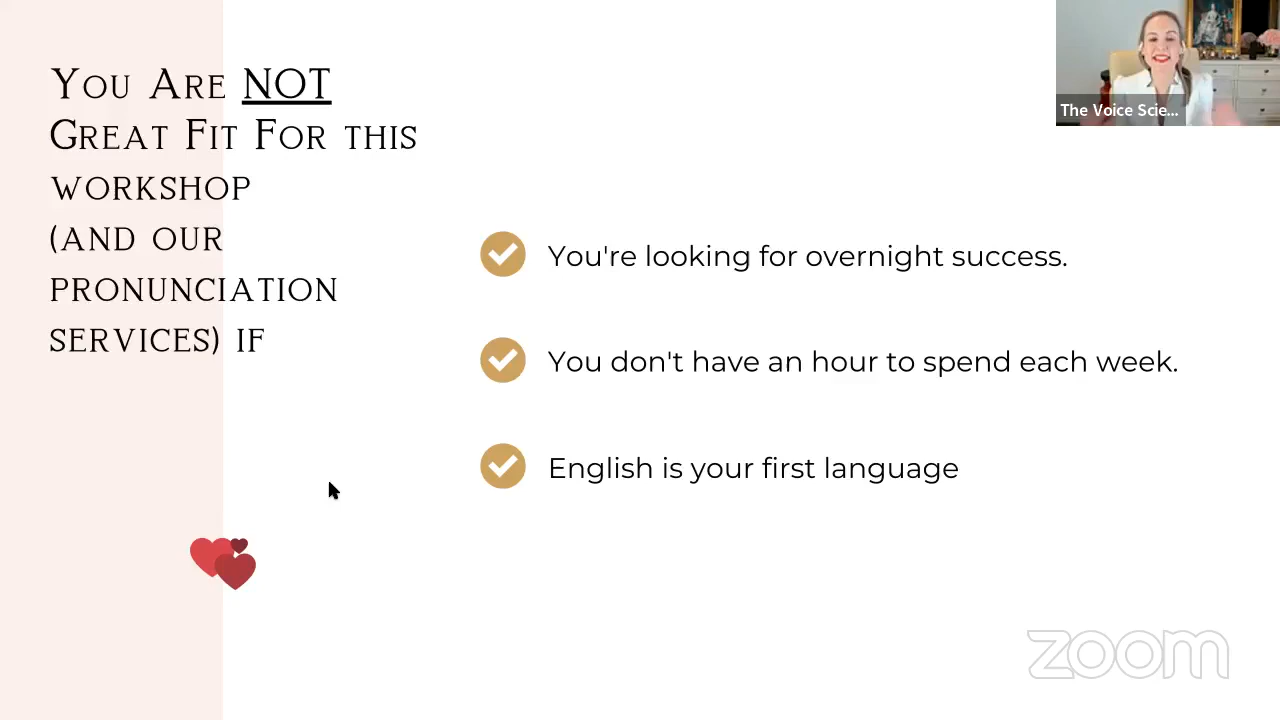 You Are NOT
Great Fit For this
workshop
(and our
pronunciation
services) if
You're looking for overnight success.
You don't have an hour to spend each week.
English is your first language
The Voice Scie...
zoom